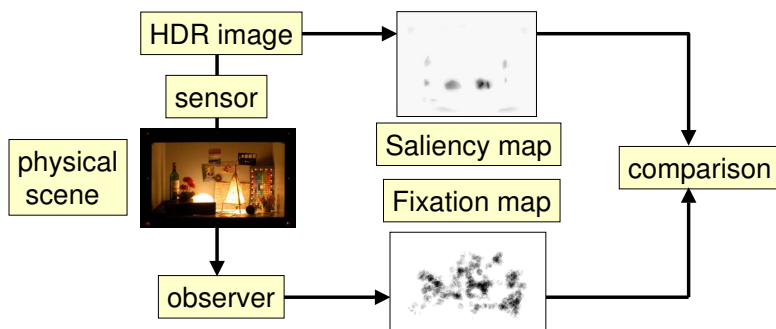 HDR image
sensor
physical
scene
Saliency map
Fixation map
comparison
observer